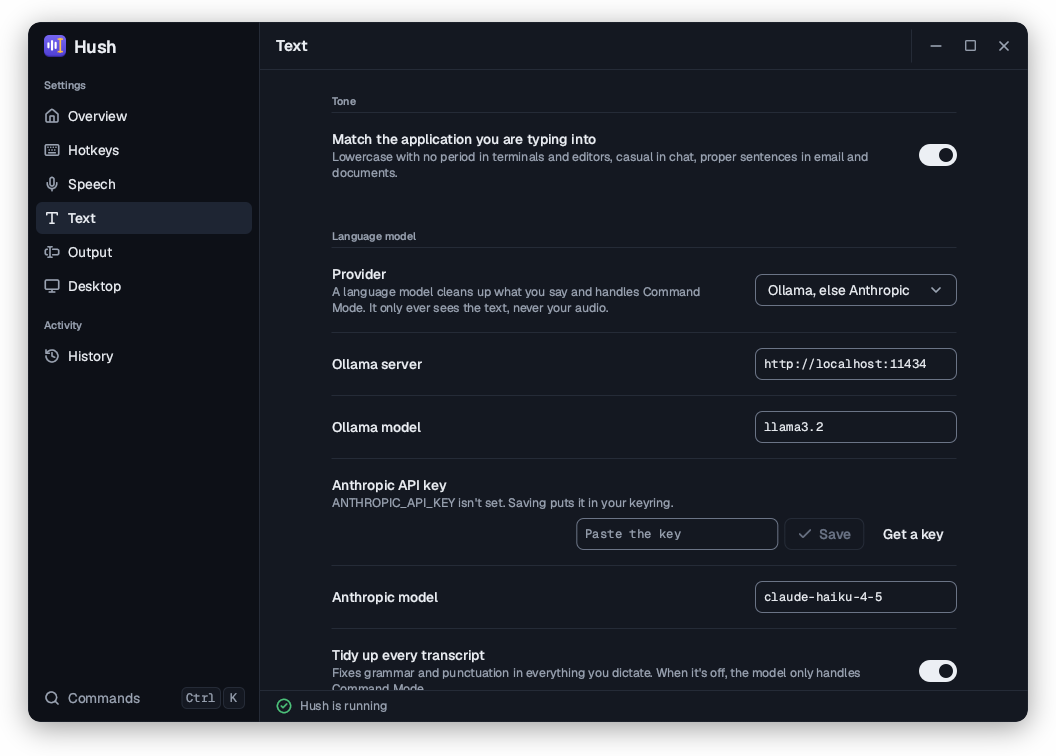 Hush
Text
Settings
Overview
Hotkeys
Speech
Text
Output
Desktop
Activity
History
Commands
Ctrl K
Tone
Match the application you are typing into
Lowercase with no period in terminals and editors, casual in chat, proper sentences in email and
documents.
Language model
Provider
A language model cleans up what you say and handles Command
Mode. It only ever sees the text, never your audio.
Ollama, else Anthropic
Ollama server
http://localhost:11434
Ollama model
llama3.2
Anthropic API key
ANTHROPIC_API_KEY isn't set. Saving puts it in your keyring.
Paste the key
Save
Get a key
Anthropic model
claude-haiku-4-5
Tidy up every transcript
Fixes grammar and punctuation in everything you dictate. When it's off, the model only handles
Command Mode.
Hush is running